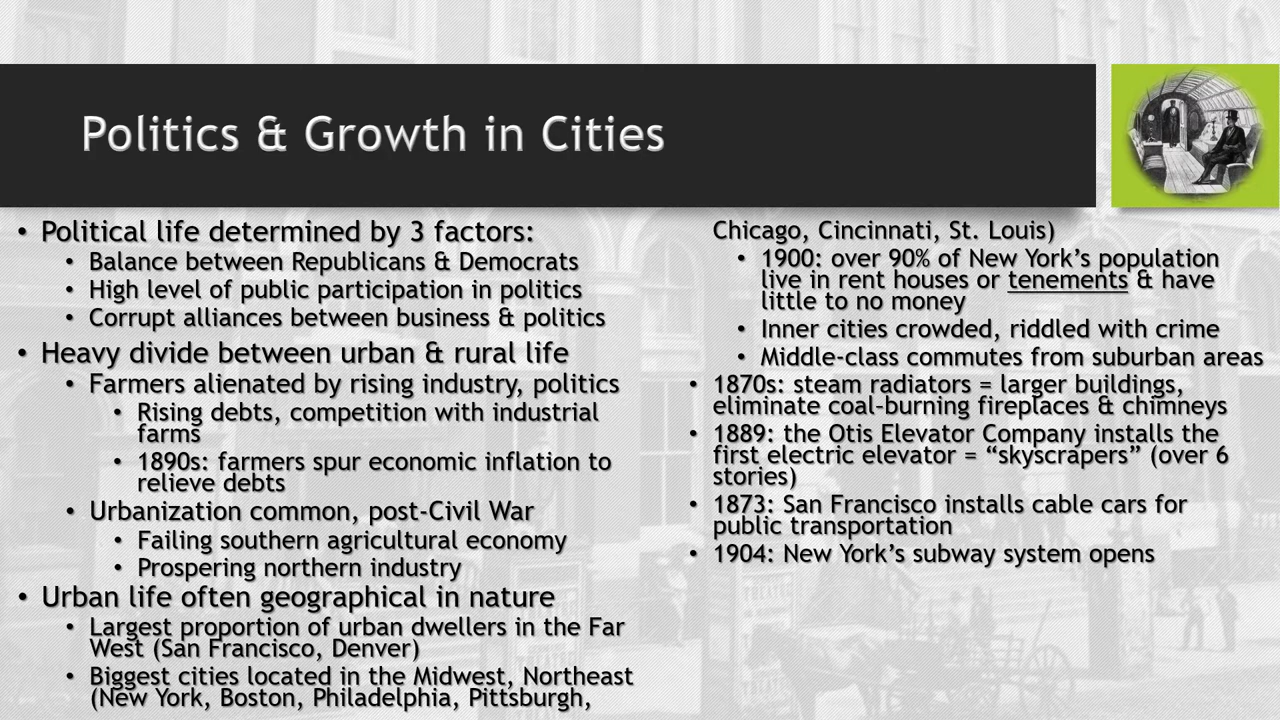 Politics & Growth in Cities
• Political life determined by 3 factors:
• Balance between Republicans & Democrats
• High level of public participation in politics
• Corrupt alliances between business & politics
• Heavy divide between urban & rural life
• Farmers alienated by rising industry, politics
• Rising debts, competition with industrial
farms
• 1890s: farmers spur economic inflation to
relieve debts
• Urbanization common, post-Civil War
• Failing southern agricultural economy
• Prospering northern industry
• Urban life often geographical in nature
• Largest proportion of urban dwellers in the Far
West (San Francisco, Denver)
• Biggest cities located in the Midwest, Northeast
(New York, Boston, Philadelphia, Pittsburgh,
Chicago, Cincinnati, St. Louis)
• 1900: over 90% of New York’s population
live in rent houses or tenements & have
little to no money
• Inner cities crowded, riddled with crime
• Middle-class commutes from suburban areas
• 1870s: steam radiators = larger buildings,
eliminate coal-burning fireplaces & chimneys
• 1889: the Otis Elevator Company installs the
first electric elevator = “skyscrapers” (over 6
stories)
• 1873: San Francisco installs cable cars for
public transportation
• 1904: New York’s subway system opens